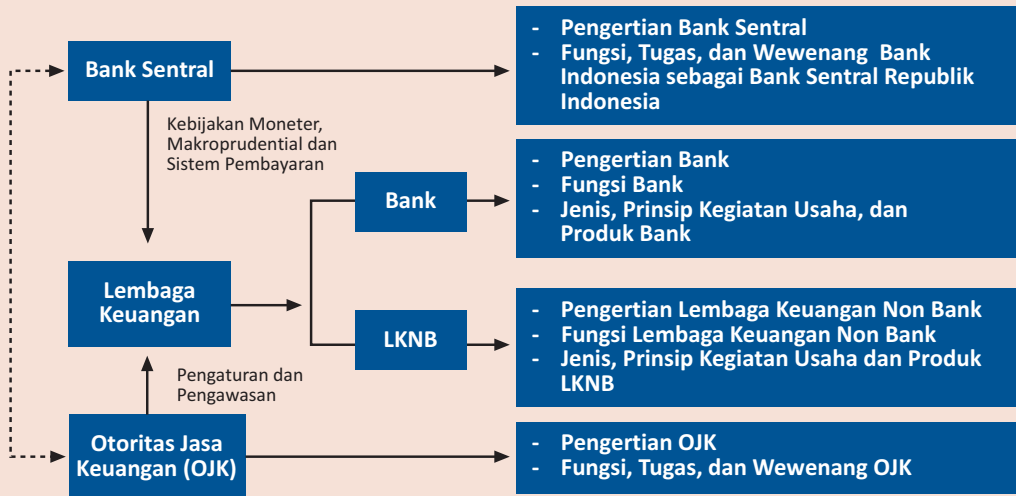 Bank Sentral
- Pengertian Bank Sentral
- Fungsi, Tugas, dan Wewenang Bank
Indonesia sebagai Bank Sentral Republik
Indonesia
Kebijakan Moneter,
Makroprudential dan
Sistem Pembayaran
Bank
- Pengertian Bank
- Fungsi Bank
- Jenis, Prinsip Kegiatan Usaha, dan
Produk Bank
Lembaga
Keuangan
LKNB
- Pengertian Lembaga Keuangan Non Bank
- Fungsi Lembaga Keuangan Non Bank
- Jenis, Prinsip Kegiatan Usaha dan Produk
LKNB
Pengaturan dan
Pengawasan
Otoritas Jasa
Keuangan (OJK)
- Pengertian OJK
- Fungsi, Tugas, dan Wewenang OJK